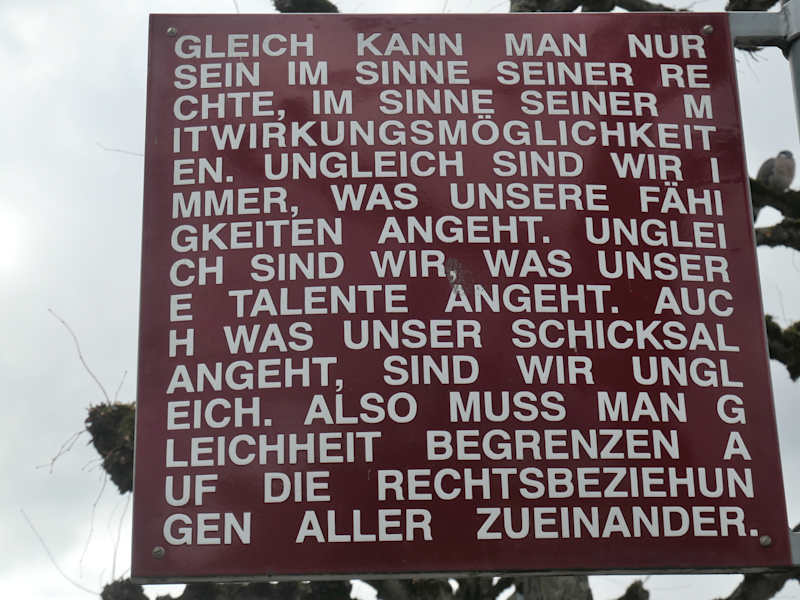 GLEICH KANN MAN NUR
SEIN IM SINNE SEINER RE
CHTE, IM SINNE SEINER M
ITWIRKUNGSMÖGLICHKEIT
EN. UNGLEICH SIND WIR I
MMER, WAS UNSERE FÄHI
GKEITEN ANGEHT. UNGLEI
CH SIND WIR, WAS UNSER
E TALENTE ANGEHT. AUC
H WAS UNSER SCHICKSAL
ANGEHT, SIND WIR UNGL
EICH. ALSO MUSS MAN G
LEICHHEIT BEGRENZEN A
UF DIE RECHTSBEZIEHUN
GEN ALLER ZUEINANDER.